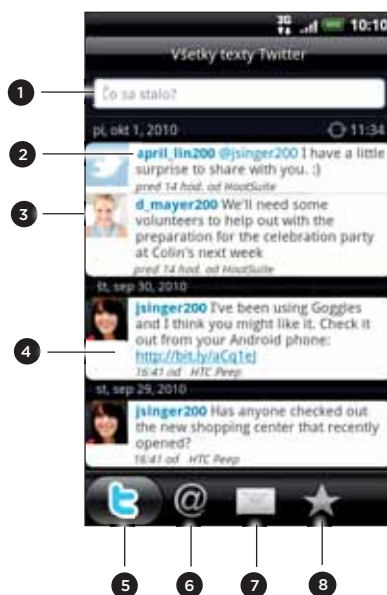 3G 10:10
Všetky texty Twitter
1
Čo sa stalo?
pi, okt 1, 2010 11:34
2
april_lin200 @jsinger200 I have a little
surprise to share with you. :)
pred 14 hod. od HootSuite
3
d_mayer200 We'll need some
volunteers to help out with the
preparation for the celebration party
at Colin's next week
pred 14 hod. od HootSuite
št, sep 30, 2010
jsinger200 I've been using Goggles
and I think you might like it. Check it
4
out from your Android phone:
http://bit.ly/aCq1eJ
16:41 od HTC Peep
st, sep 29, 2010
jsinger200 Has anyone checked out
the new shopping center that recently
opened?
16:41 od HTC Peep
t @
5 6 7 8